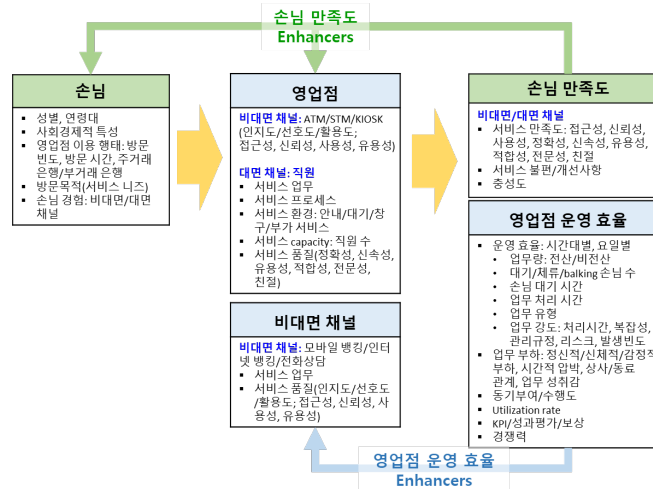 손님 만족도
Enhancers
손님
▪ 성별, 연령대
▪ 사회경제적 특성
▪ 영업점 이용 행태: 방문
빈도, 방문 시간, 주거래
은행/부거래 은행
▪ 방문목적(서비스 니즈)
▪ 손님 경험: 비대면/대면
채널
영업점
비대면 채널: ATM/STM/KIOSK
(인지도/선호도/활용도;
접근성, 신뢰성, 사용성, 유용성)
대면 채널: 직원
▪ 서비스 업무
▪ 서비스 프로세스
▪ 서비스 환경: 안내/대기/창
구/부가 서비스
▪ 서비스 capacity: 직원 수
▪ 서비스 품질(정확성, 신속성,
유용성, 적합성, 전문성,
친절)
비대면 채널
비대면 채널: 모바일 뱅킹/인터
넷 뱅킹/전화상담
▪ 서비스 업무
▪ 서비스 품질(인지도/선호도
/활용도; 접근성, 신뢰성, 사
용성, 유용성)
손님 만족도
비대면/대면 채널
▪ 서비스 만족도: 접근성, 신뢰성,
사용성, 정확성, 신속성, 유용성,
적합성, 전문성, 친절
▪ 서비스 불편/개선사항
▪ 충성도
영업점 운영 효율
▪ 운영 효율: 시간대별, 요일별
• 업무량: 전산/비전산
• 대기/체류/balking 손님 수
• 손님 대기 시간
• 업무 처리 시간
• 업무 유형
• 업무 강도: 처리시간, 복잡성,
관리규정, 리스크, 발생빈도
▪ 업무 부하: 정신적/신체적/감정적
부하, 시간적 압박, 상사/동료
관계, 업무 성취감
▪ 동기부여/수행도
▪ Utilization rate
▪ KPI/성과평가/보상
▪ 경쟁력
영업점 운영 효율
Enhancers